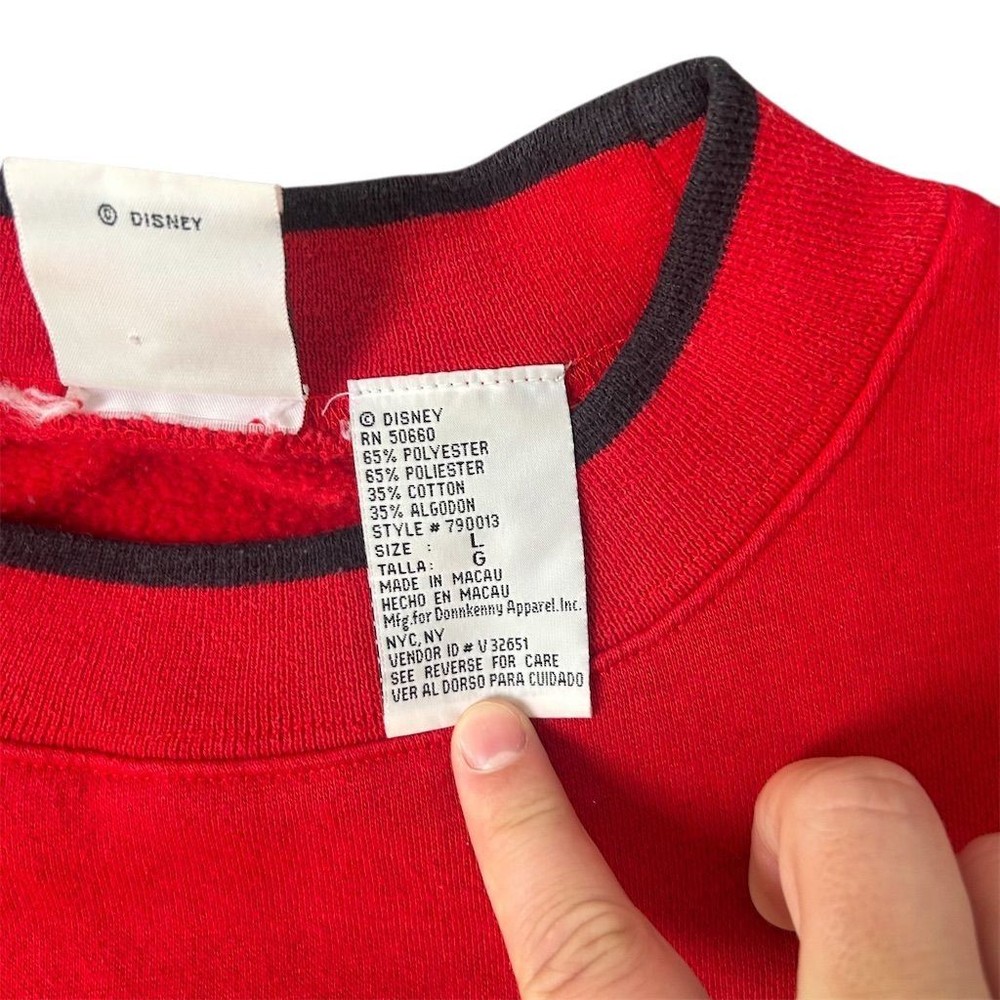 © DISNEY
© DISNEY
RN 50660
65% POLYESTER
65% POLIESTER
35% COTTON
35% ALGODON
STYLE # 790013
SIZE : L
TALLA: G
MADE IN MACAU
HECHO EN MACAU
Mfg.for Donnkenny Apparel.Inc.
NYC,NY
VENDOR ID # V32651
SEE REVERSE FOR CARE
VER AL DORSO PARA CUIDADO